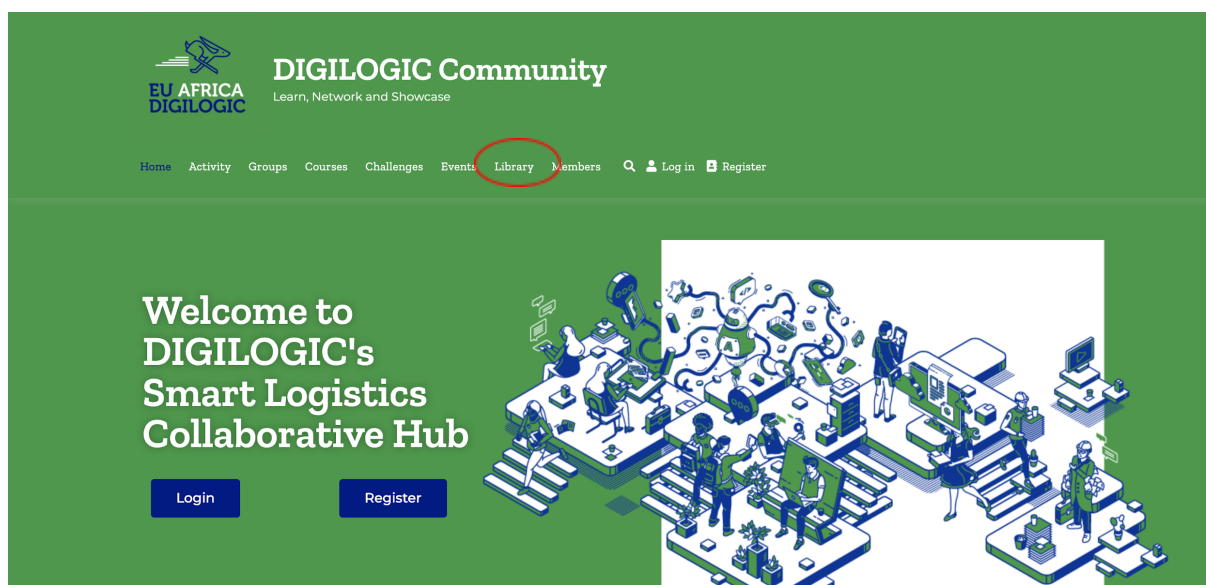 EU AFRICA
DIGILOGIC
DIGILOGIC Community
Learn, Network and Showcase
Home Activity Groups Courses Challenges Events Library Members Log in Register
Welcome to
DIGILOGIC's
Smart Logistics
Collaborative Hub
Login Register
A